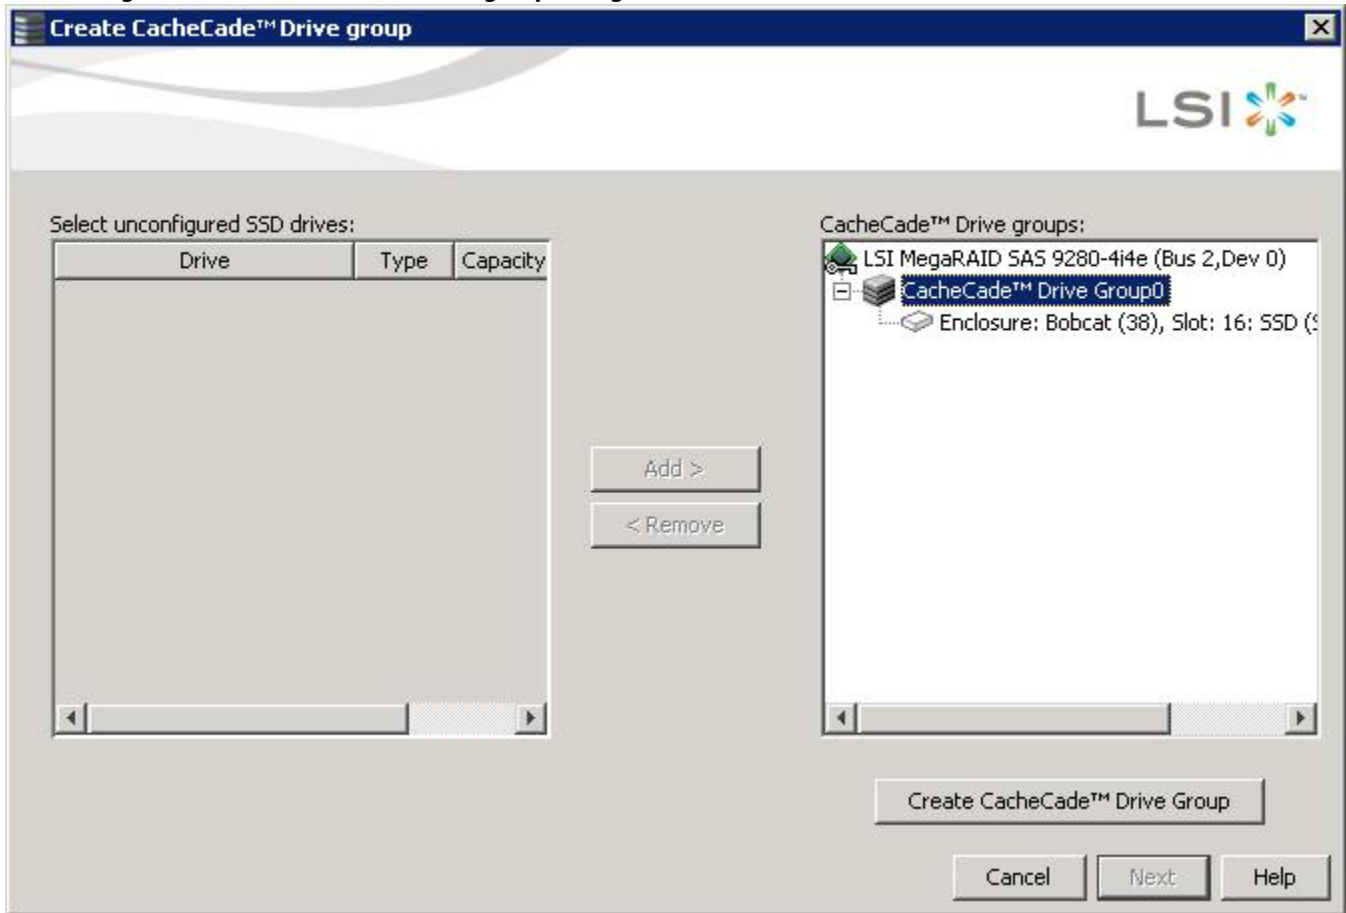 Create CacheCade™ Drive group
LSI
Select unconfigured SSD drives:
Drive Type Capacity
Add >
< Remove
CacheCade™ Drive groups:
LSI MegaRAID SAS 9280-4i4e (Bus 2,Dev 0)
CacheCade™ Drive Group0
Enclosure: Bobcat (38), Slot: 16: SSD (
Create CacheCade™ Drive Group
Cancel Next Help